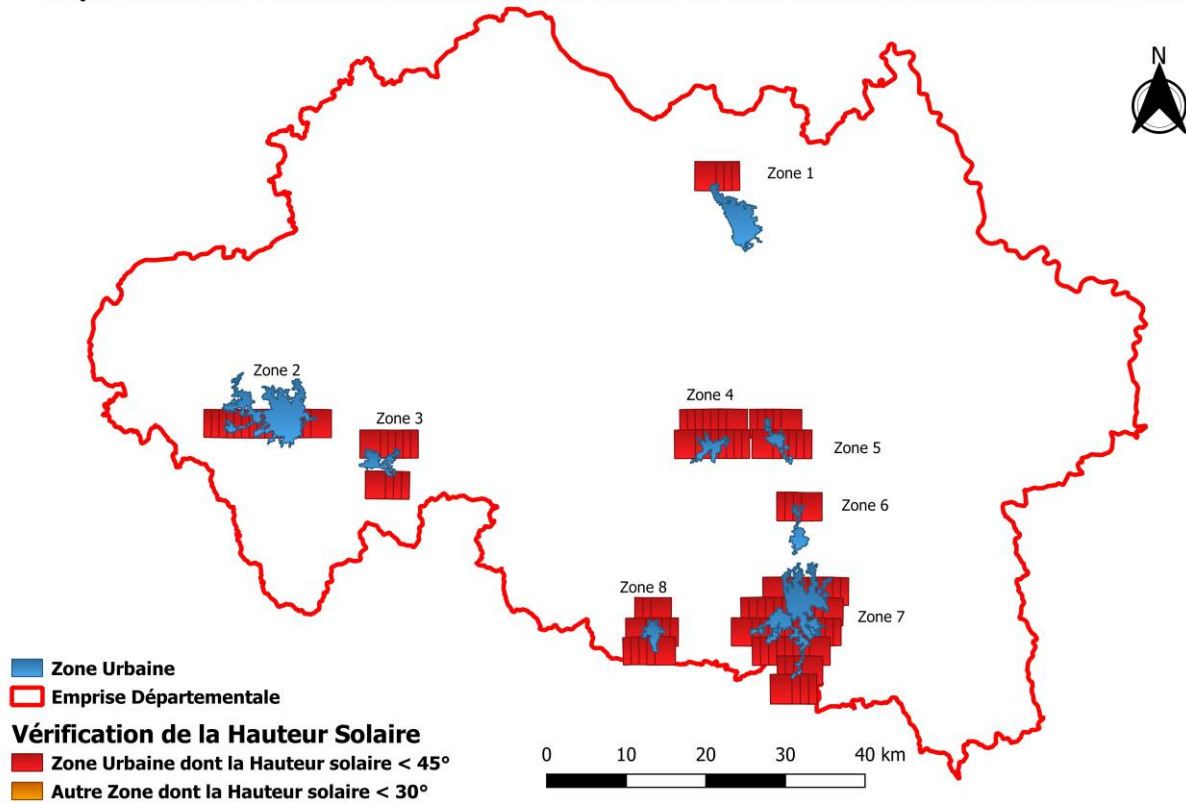 N
Zone 1
Zone 2
Zone 3
Zone 4
Zone 5
Zone 6
Zone 7
Zone 8
Zone Urbaine
Emprise Départementale
Vérification de la Hauteur Solaire
Zone Urbaine dont la Hauteur solaire < 45°
Autre Zone dont la Hauteur solaire < 30°
0 10 20 30 40 km